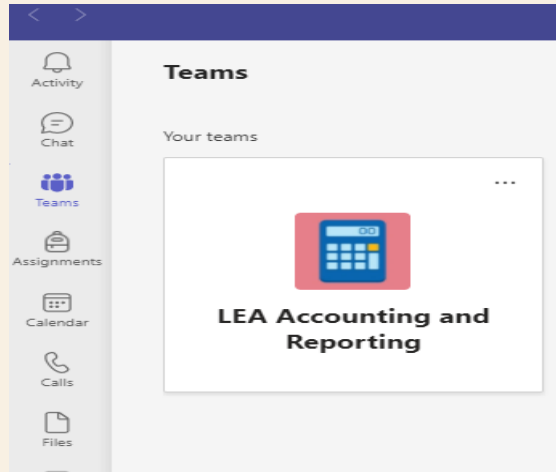 Activity
Chat
Teams
Assignments
Calendar
Calls
Files
Teams
Your teams
LEA Accounting and
Reporting